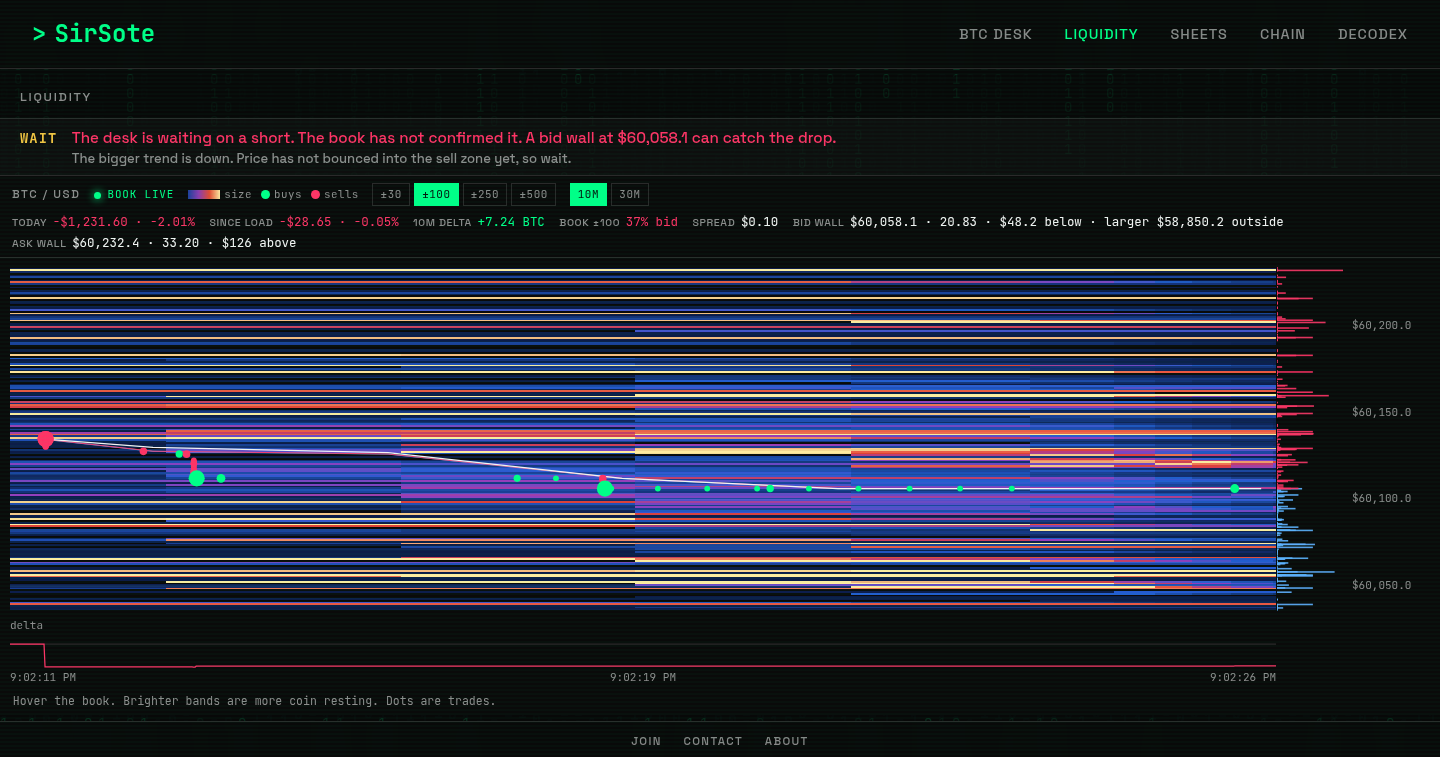 > SirSote
BTC DESK LIQUIDITY SHEETS CHAIN DECODEX
LIQUIDITY
WAIT The desk is waiting on a short. The book has not confirmed it. A bid wall at $60,058.1 can catch the drop.
The bigger trend is down. Price has not bounced into the sell zone yet, so wait.
BTC / USD BOOK LIVE size buys sells ±30 ±100 ±250 ±500 10M 30M
TODAY -$1,231.60 · -2.01% SINCE LOAD -$28.65 · -0.05% 10M DELTA +7.24 BTC BOOK ±100 37% bid SPREAD $0.10 BID WALL $60,058.1 · 20.83 · $48.2 below · larger $58,850.2 outside
ASK WALL $60,232.4 · 33.20 · $126 above
$60,200.0
$60,150.0
$60,100.0
$60,050.0
delta
9:02:11 PM 9:02:19 PM 9:02:26 PM
Hover the book. Brighter bands are more coin resting. Dots are trades.
JOIN CONTACT ABOUT